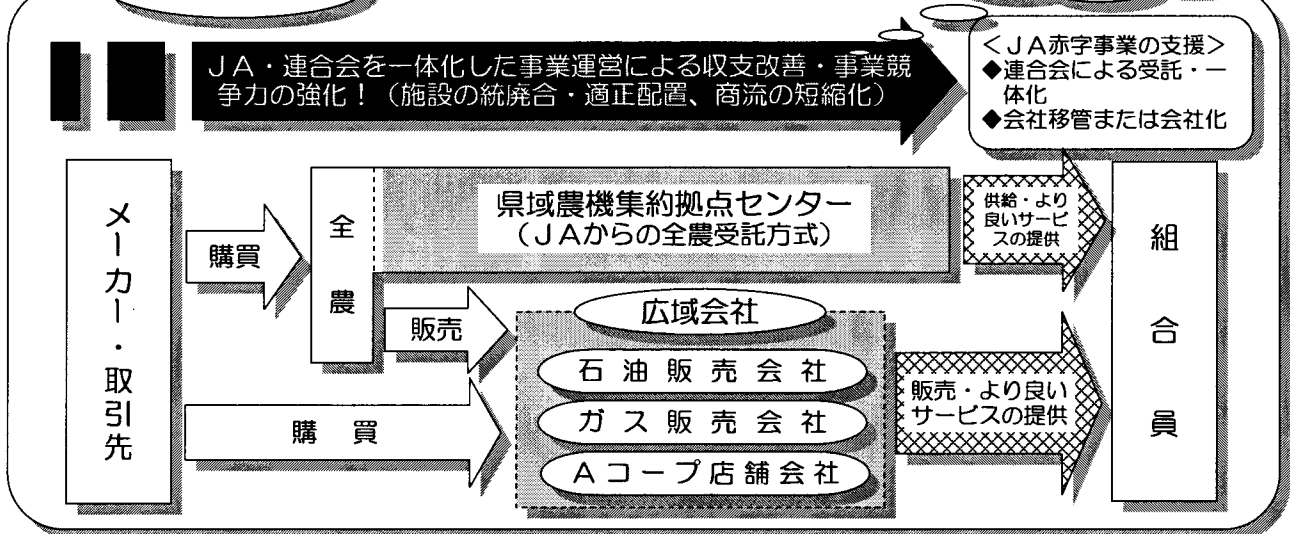 JA・連合会を一体化した事業運営による収支改善・事業競
争力の強化!(施設の統廃合・適正配置、商流の短縮化)
<JA赤字事業の支援>
◆連合会による受託・一
体化
◆会社移管または会社化
メーカー・取引先
購買
全農
県域農機集約拠点センター
(JAからの全農受託方式)
供給・より
良いサービ
スの提供
組合員
販売
広域会社
石油販売会社
ガス販売会社
Aコープ店舗会社
購買
販売・より良い
サービスの提供